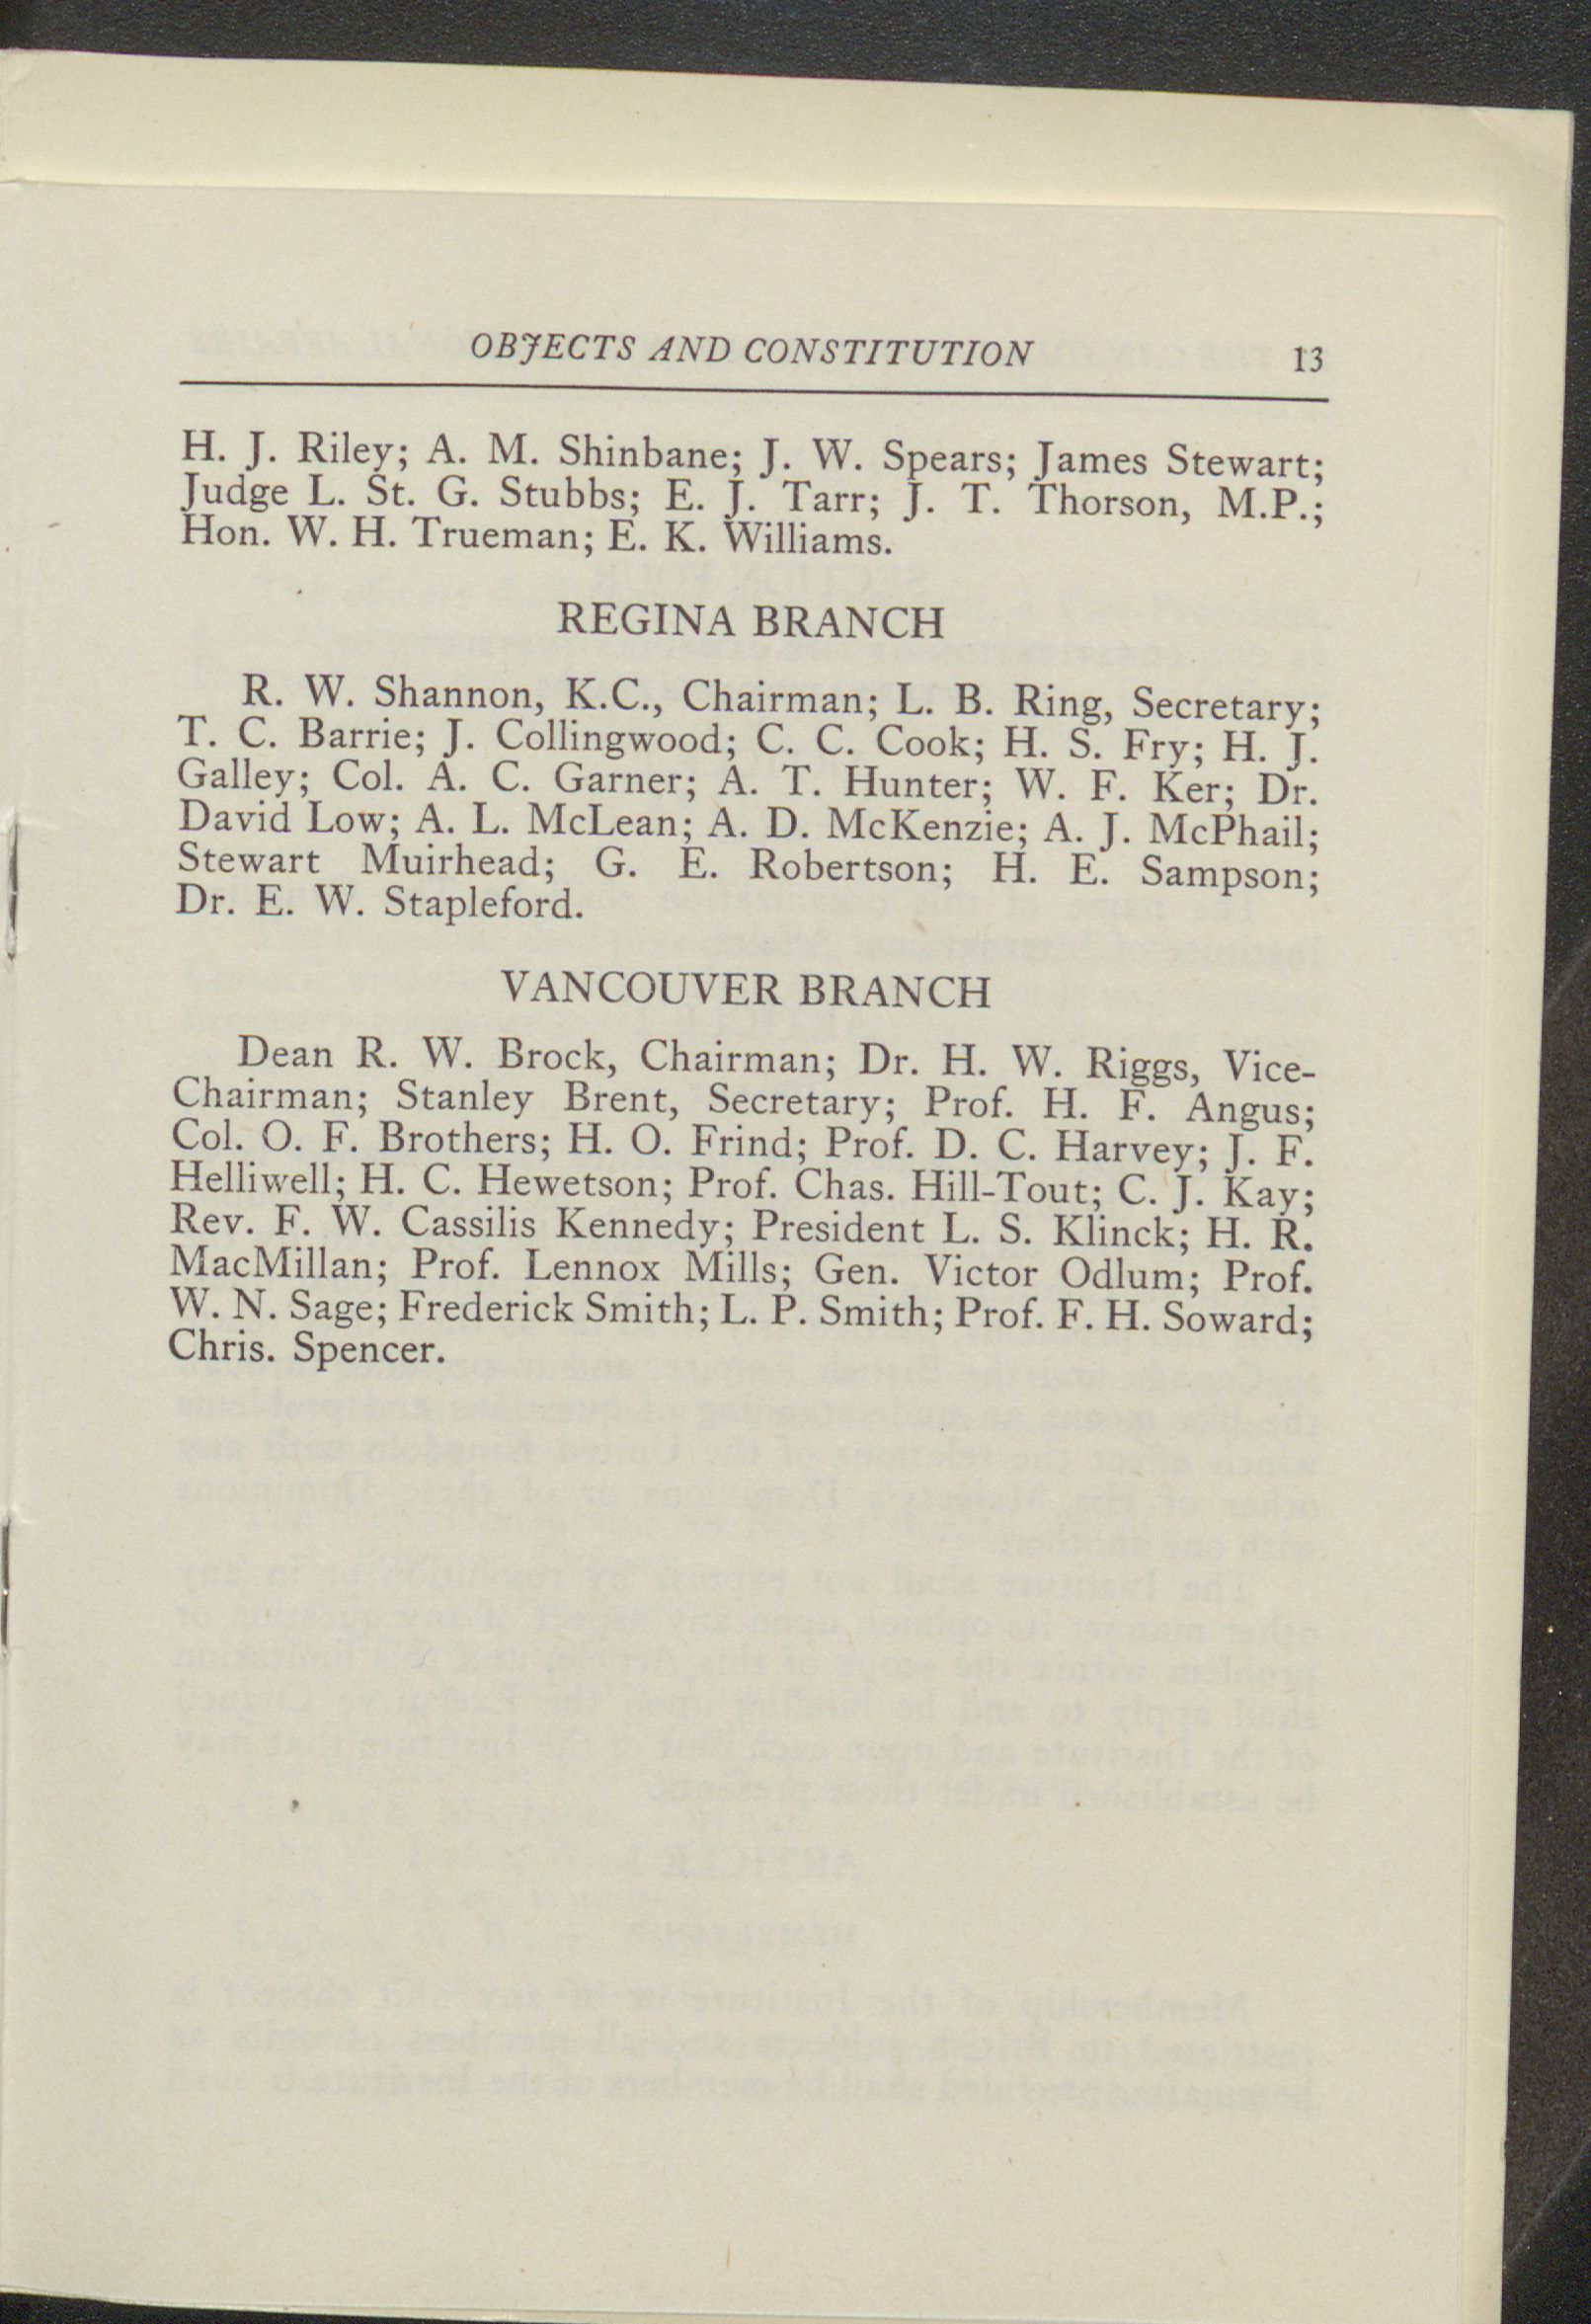 OBJECTS AND CONSTITUTION 13
H. J. Riley; A. M. Shinbane; J. W. Spears; James Stewart;
Judge L. St. G. Stubbs; E. J. Tarr; J. T. Thorson, M.P.;
Hon. W. H. Trueman; E. K. Williams.
REGINA BRANCH
R. W. Shannon, K.C., Chairman; L. B. Ring, Secretary;
T. C. Barrie; J. Collingwood; C. C. Cook; H. S. Fry; H. J.
Galley; Col. A. C. Garner; A. T. Hunter; W. F. Ker; Dr.
David Low; A. L. McLean; A. D. McKenzie; A. J. McPhail;
Stewart Muirhead; G. E. Robertson; H. E. Sampson;
Dr. E. W. Stapleford.
VANCOUVER BRANCH
Dean R. W. Brock, Chairman; Dr. H. W. Riggs, Vice-
Chairman; Stanley Brent, Secretary; Prof. H. F. Angus;
Col. O. F. Brothers; H. O. Frind; Prof. D. C. Harvey; J. F.
Helliwell; H. C. Hewetson; Prof. Chas. Hill-Tout; C. J. Kay;
Rev. F. W. Cassilis Kennedy; President L. S. Klinck; H. R.
MacMillan; Prof. Lennox Mills; Gen. Victor Odlum; Prof.
W. N. Sage; Frederick Smith; L. P. Smith; Prof. F. H. Soward;
Chris. Spencer.